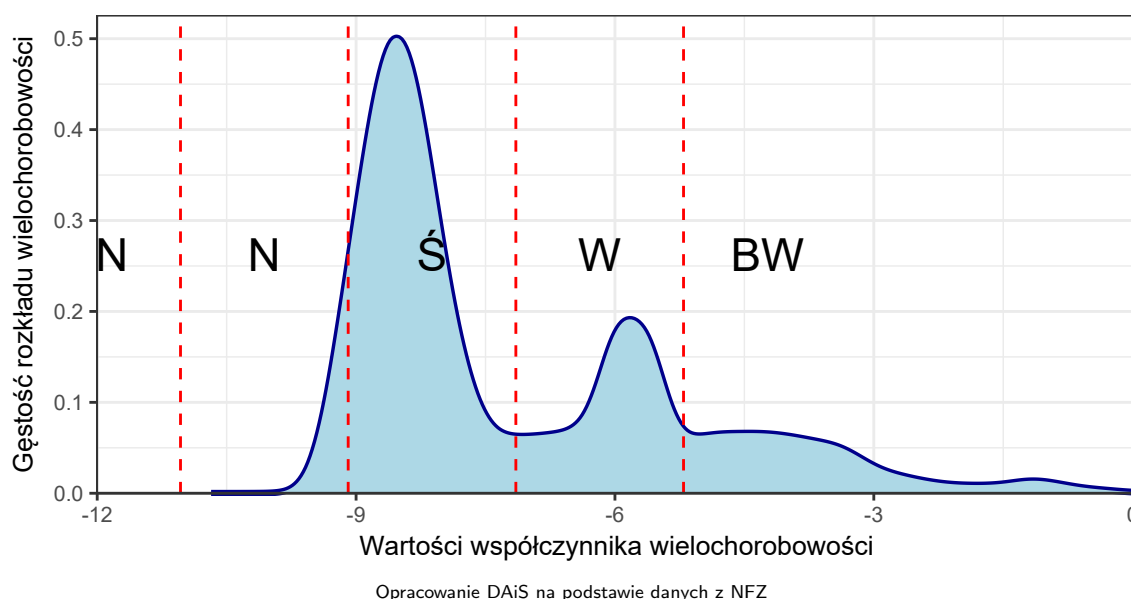 Gęstość rozkładu wielochorobowości
0.5
0.4
0.3
0.2
0.1
0.0
N N Ś W BW
-12 -9 -6 -3 0
Wartości współczynnika wielochorobowości
Opracowanie DAiS na podstawie danych z NFZ